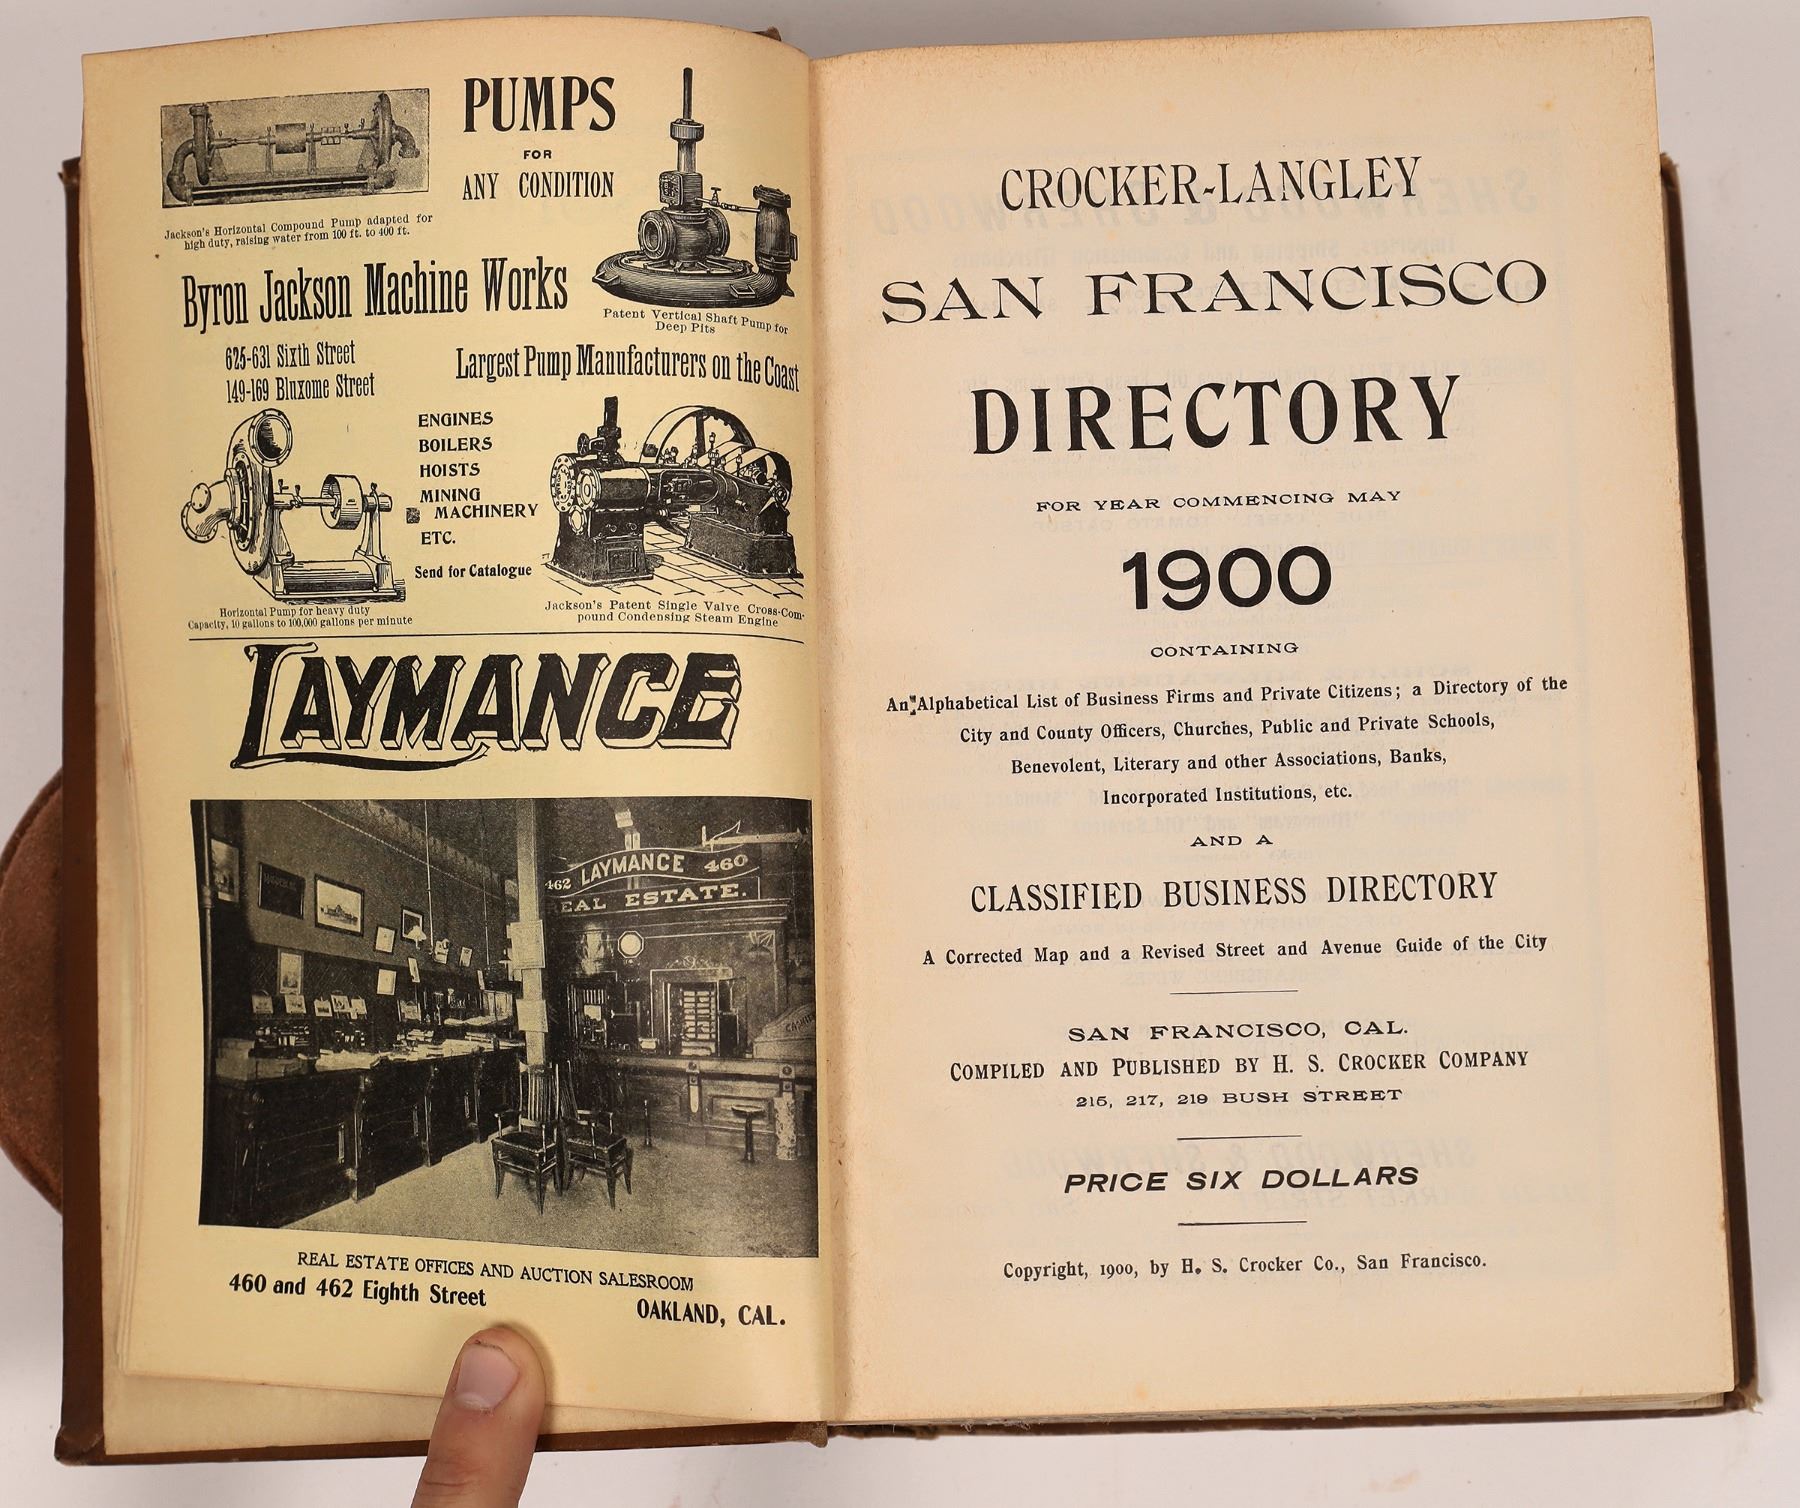 PUMPS
FOR
ANY CONDITION
Jackson's Horizontal Compound Pump adapted for
high duty, raising water from 100 ft. to 400 ft.
Byron Jackson Machine Works
Patent Vertical Shaft Pump for
Deep Pits
625-631 Sixth Street
149-169 Bluxome Street
Largest Pump Manufacturers on the Coast
ENGINES
BOILERS
HOISTS
MINING
MACHINERY
ETC.
Send for Catalogue
Horizontal Pump for heavy duty
Capacity, 10 gallons to 100,000 gallons per minute
Jackson's Patent Single Valve Cross-Com-
pound Condensing Steam Engine
LAYMANCE
462 LAYMANCE 460
REAL ESTATE.
CASHIER
REAL ESTATE OFFICES AND AUCTION SALESROOM
460 and 462 Eighth Street
OAKLAND, CAL.
CROCKER-LANGLEY
SAN FRANCISCO
DIRECTORY
FOR YEAR COMMENCING MAY
1900
CONTAINING
An Alphabetical List of Business Firms and Private Citizens; a Directory of the
City and County Officers, Churches, Public and Private Schools,
Benevolent, Literary and other Associations, Banks,
Incorporated Institutions, etc.
AND A
CLASSIFIED BUSINESS DIRECTORY
A Corrected Map and a Revised Street and Avenue Guide of the City
SAN FRANCISCO, CAL.
COMPILED AND PUBLISHED BY H. S. CROCKER COMPANY
215, 217, 219 BUSH STREET
PRICE SIX DOLLARS
Copyright, 1900, by H. S. Crocker Co., San Francisco.